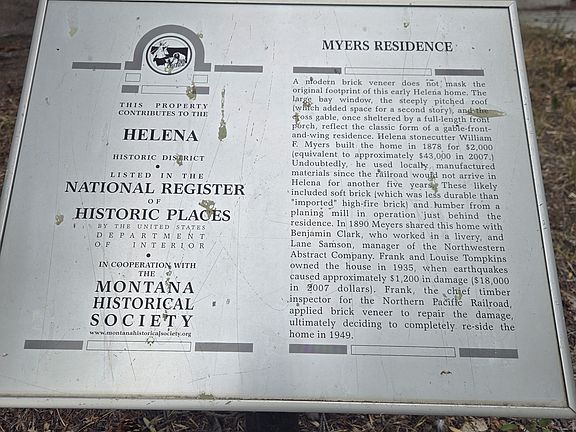 THIS PROPERTY
CONTRIBUTES TO THE
HELENA
HISTORIC DISTRICT
LISTED IN THE
NATIONAL REGISTER
OF
HISTORIC PLACES
BY THE UNITED STATES
DEPARTMENT
OF INTERIOR
IN COOPERATION WITH
THE
MONTANA
HISTORICAL
SOCIETY
www.montanahistoricalsociety.org
MYERS RESIDENCE
A modern brick veneer does not mask the
original footprint of this early Helena home. The
large bay window, the steeply pitched roof
(which added space for a second story), and the
cross gable, once sheltered by a full-length front
porch, reflect the classic form of a gable-front-
and-wing residence. Helena stonecutter William
F. Myers built the home in 1878 for $2,000
(equivalent to approximately $43,000 in 2007.)
Undoubtedly, he used locally manufactured
materials since the railroad would not arrive in
Helena for another five years. These likely
included soft brick (which was less durable than
"imported" high-fire brick) and lumber from a
planing mill in operation just behind the
residence. In 1890 Meyers shared this home with
Benjamin Clark, who worked in a livery, and
Lane Samson, manager of the Northwestern
Abstract Company. Frank and Louise Tompkins
owned the house in 1935, when earthquakes
caused approximately $1,200 in damage ($18,000
in 2007 dollars). Frank, the chief timber
inspector for the Northern Pacific Railroad,
applied brick veneer to repair the damage,
ultimately deciding to completely re-side the
home in 1949.